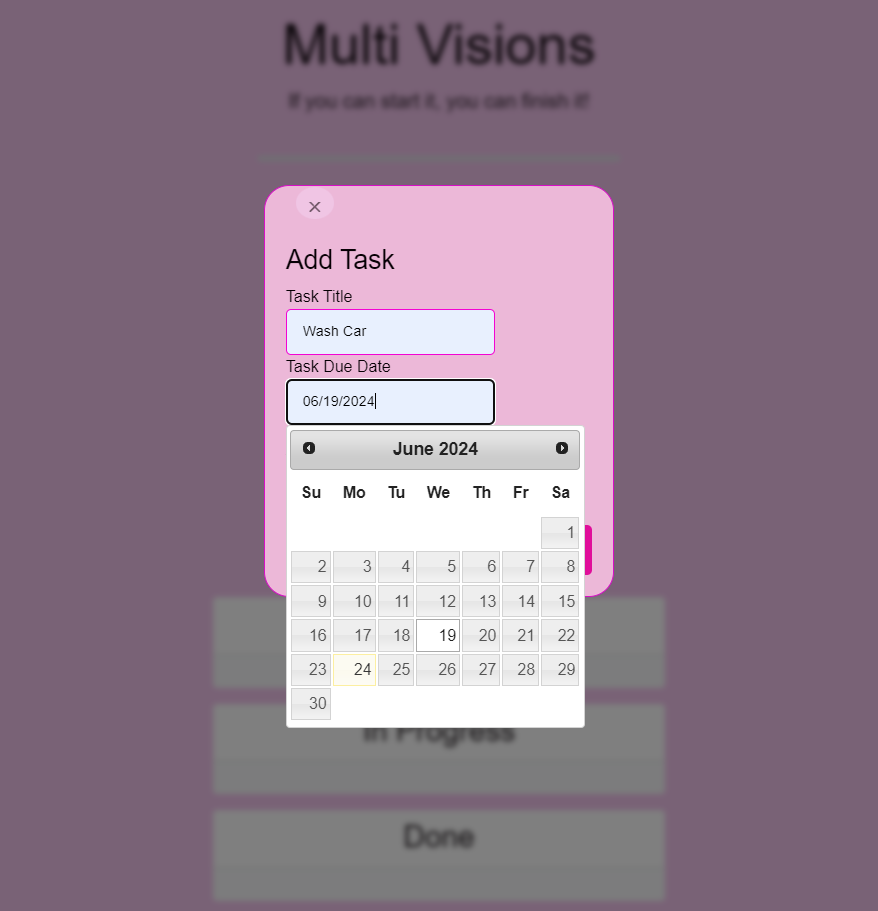 Multi Visions
If you can start it, you can finish it!
Add Task
Task Title
Wash Car
Task Due Date
06/19/2024
June 2024
Su Mo Tu We Th Fr Sa
1
2 3 4 5 6 7 8
9 10 11 12 13 14 15
16 17 18 19 20 21 22
23 24 25 26 27 28 29
30
In Progress
Done